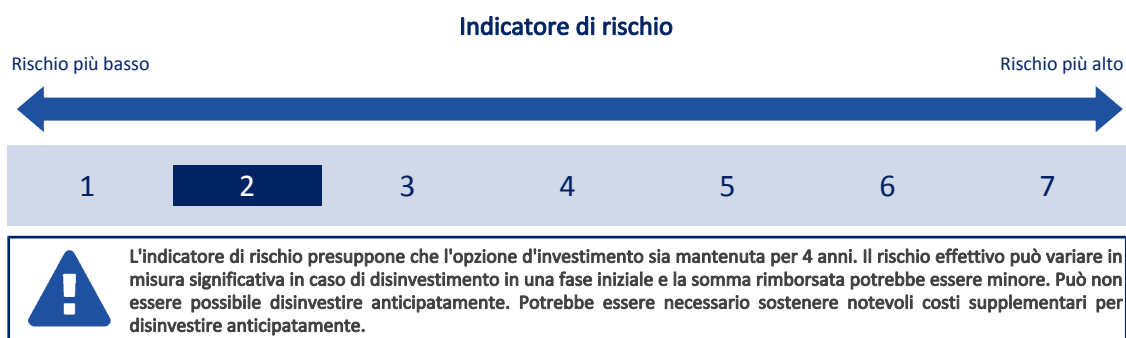 Indicatore di rischio
Rischio più basso
Rischio più alto
1 2 3 4 5 6 7
L'indicatore di rischio presuppone che l'opzione d'investimento sia mantenuta per 4 anni. Il rischio effettivo può variare in
misura significativa in caso di disinvestimento in una fase iniziale e la somma rimborsata potrebbe essere minore. Può non
essere possibile disinvestire anticipatamente. Potrebbe essere necessario sostenere notevoli costi supplementari per
disinvestire anticipatamente.